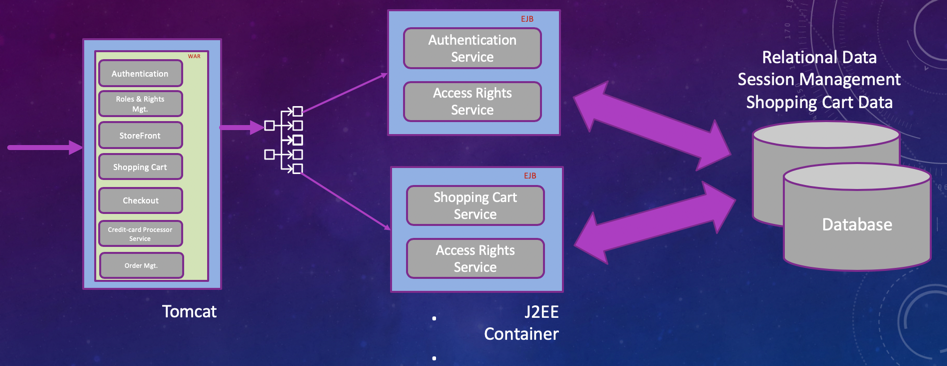 WAR
Authentication
Roles & Rights
Mgt.
StoreFront
Shopping Cart
Checkout
Credit-card Processor
Service
Order Mgt.
Tomcat
EJB
Authentication
Service
Access Rights
Service
EJB
Shopping Cart
Service
Access Rights
Service
J2EE
Container
Relational Data
Session Management
Shopping Cart Data
Database